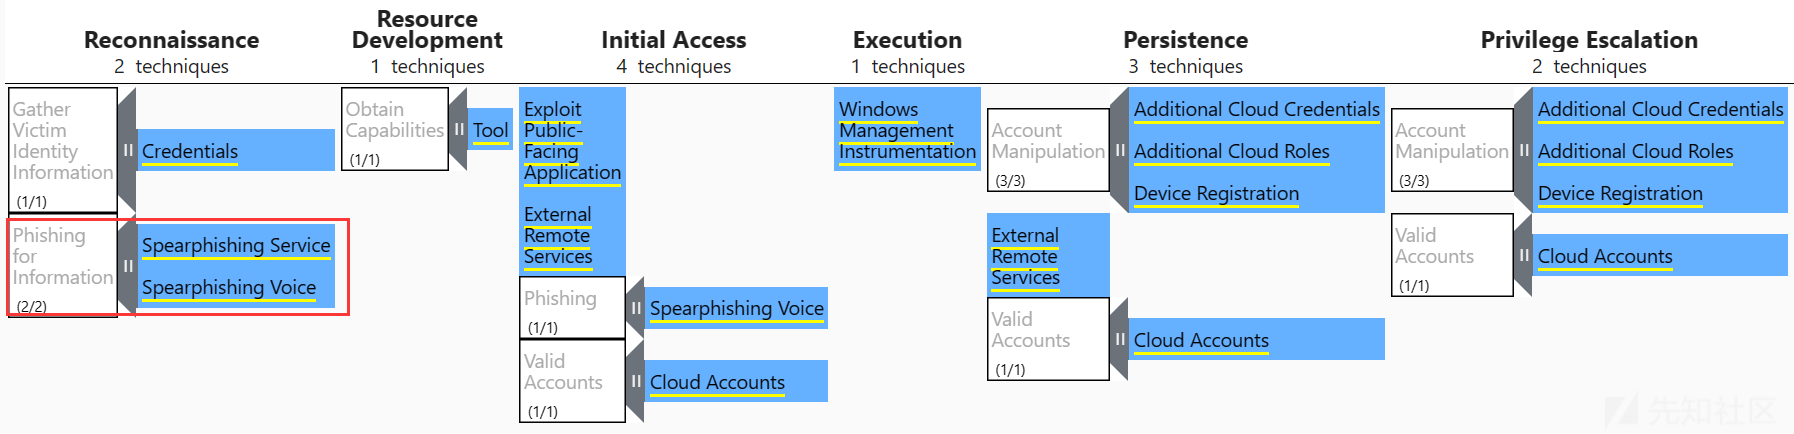 Reconnaissance
2 techniques
Gather
Victim
Identity
Information
(1/1)
Credentials
Phishing
for
Information
(2/2)
Spearphishing Service
Spearphishing Voice
Resource
Development
1 techniques
Obtain
Capabilities
(1/1)
Tool
Initial Access
4 techniques
Exploit
Public-
Facing
Application
External
Remote
Services
Phishing
(1/1)
Spearphishing Voice
Valid
Accounts
(1/1)
Cloud Accounts
Execution
1 techniques
Windows
Management
Instrumentation
Persistence
3 techniques
Account
Manipulation
(3/3)
Additional Cloud Credentials
Additional Cloud Roles
Device Registration
External
Remote
Services
Valid
Accounts
(1/1)
Cloud Accounts
Privilege Escalation
2 techniques
Account
Manipulation
(3/3)
Additional Cloud Credentials
Additional Cloud Roles
Device Registration
Valid
Accounts
(1/1)
Cloud Accounts
先知社区